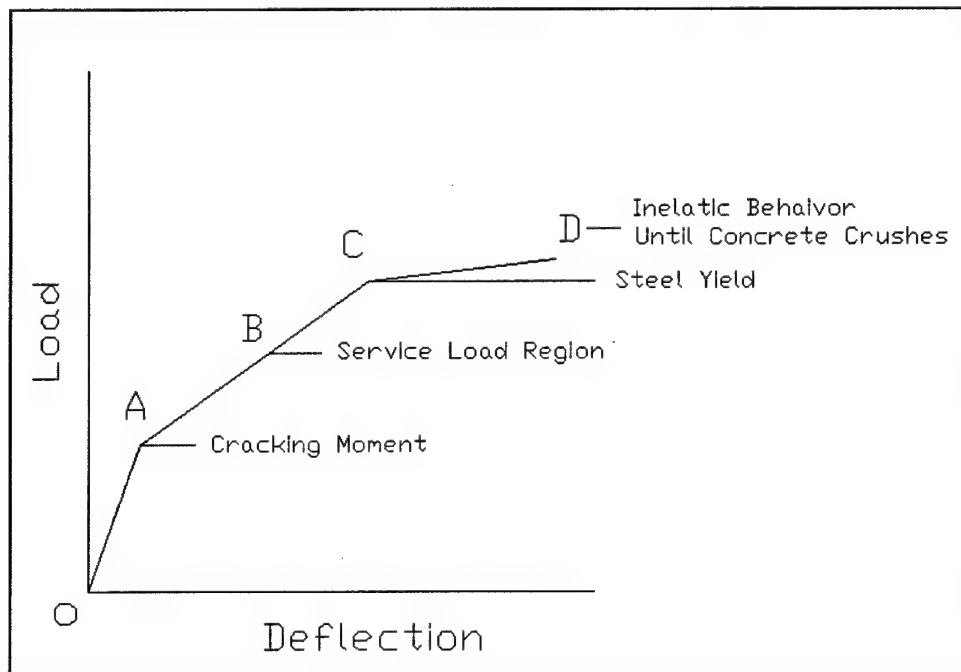 D
Inelatic Behaivor
Until Concrete Crushes
C
Steel Yield
B
Service Load Region
A
Cracking Moment
Load
O
Deflection